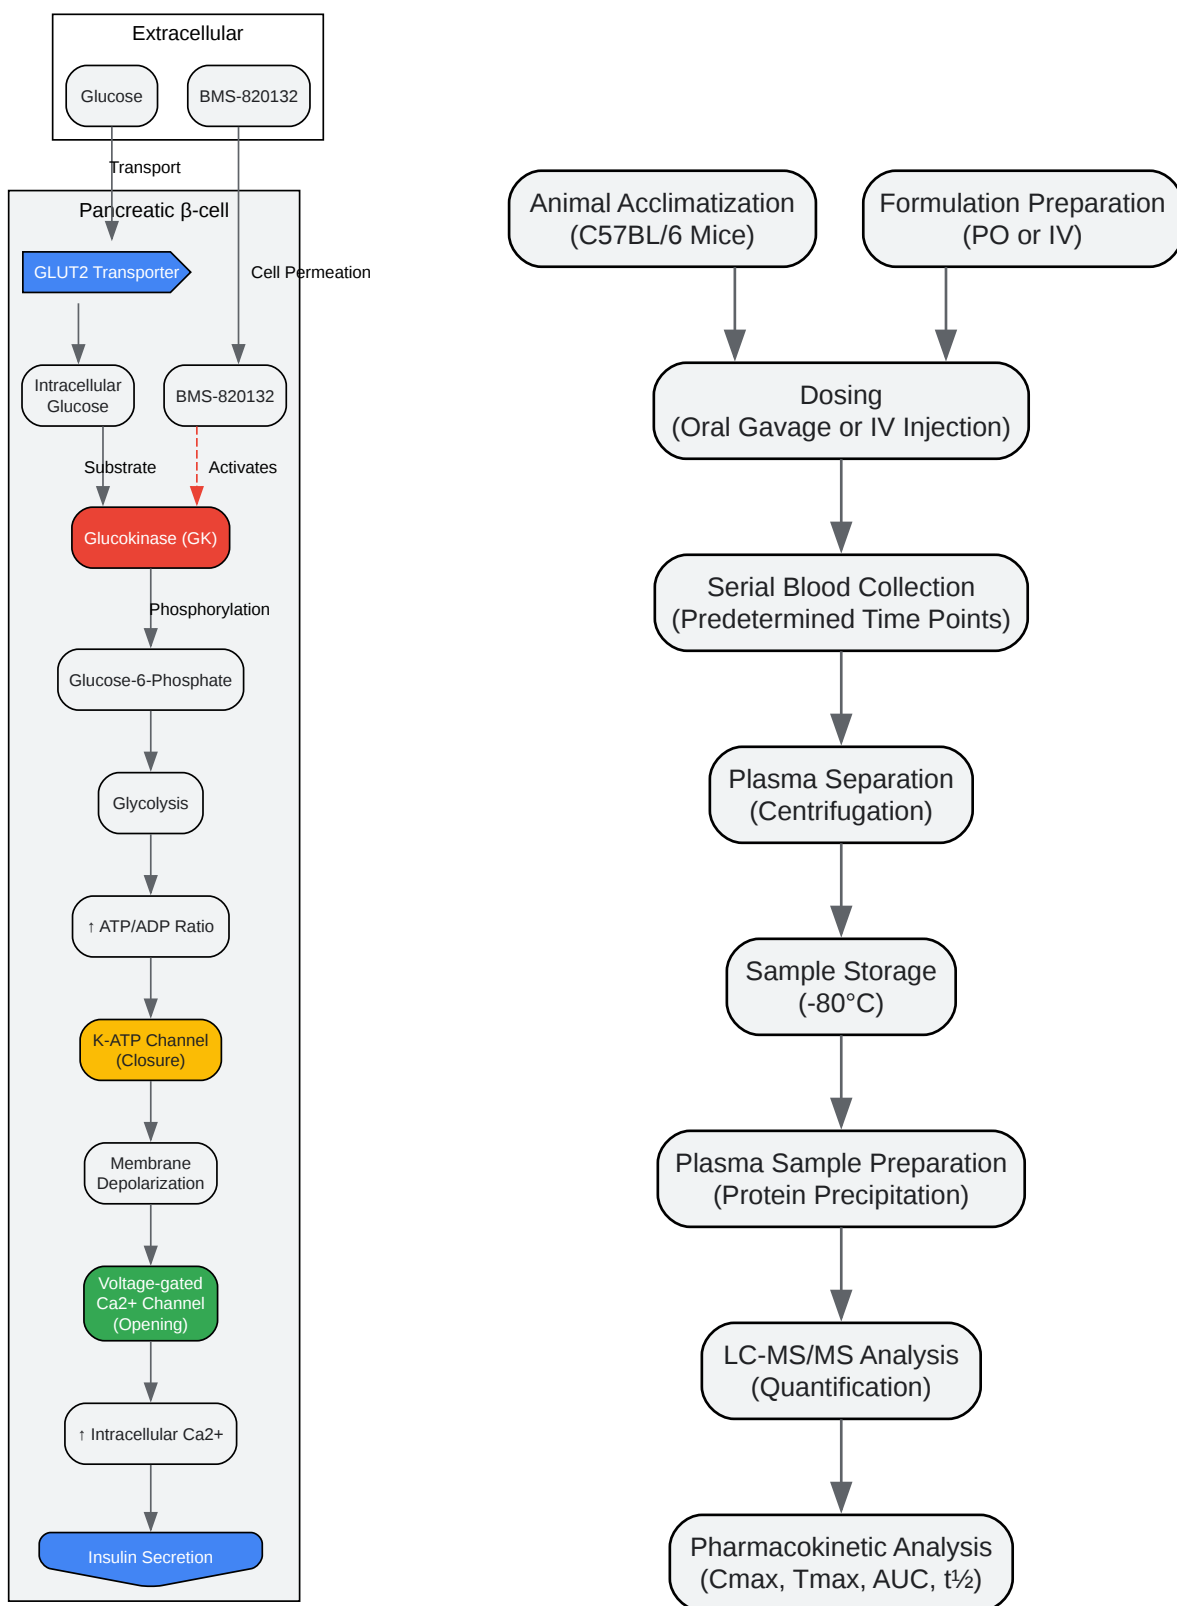 Extracellular
Glucose
BMS-820132
Transport
Pancreatic β-cell
GLUT2 Transporter
Cell Permeation
Intracellular
Glucose
BMS-820132
Substrate
Activates
Glucokinase (GK)
Phosphorylation
Glucose-6-Phosphate
Glycolysis
↑ ATP/ADP Ratio
K-ATP Channel
(Closure)
Membrane
Depolarization
Voltage-gated
Ca2+ Channel
(Opening)
↑ Intracellular Ca2+
Insulin Secretion
Animal Acclimatization
(C57BL/6 Mice)
Formulation Preparation
(PO or IV)
Dosing
(Oral Gavage or IV Injection)
Serial Blood Collection
(Predetermined Time Points)
Plasma Separation
(Centrifugation)
Sample Storage
(-80°C)
Plasma Sample Preparation
(Protein Precipitation)
LC-MS/MS Analysis
(Quantification)
Pharmacokinetic Analysis
(Cmax, Tmax, AUC, t½)